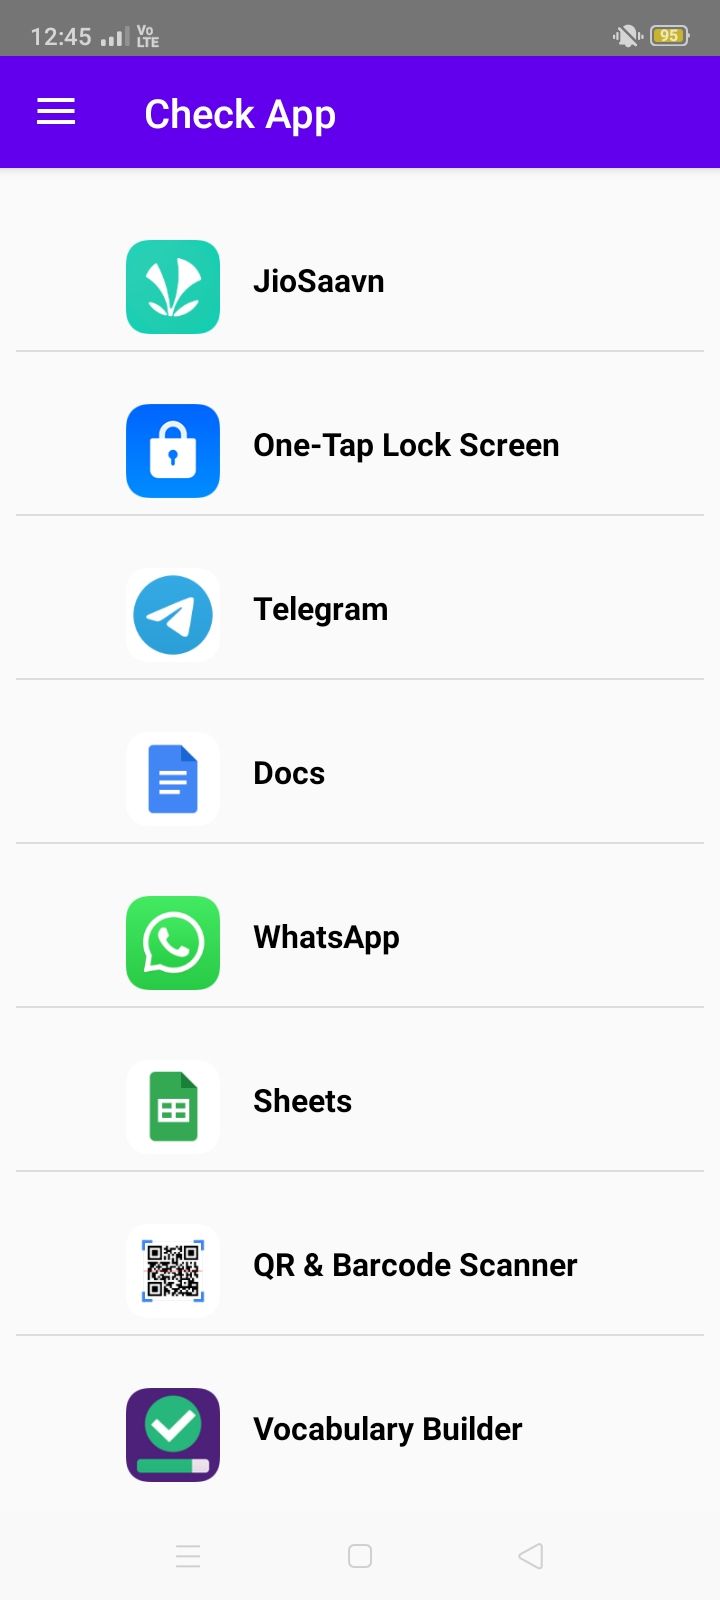 12:45 Vo LTE 95
Check App
JioSaavn
One-Tap Lock Screen
Telegram
Docs
WhatsApp
Sheets
QR & Barcode Scanner
Vocabulary Builder